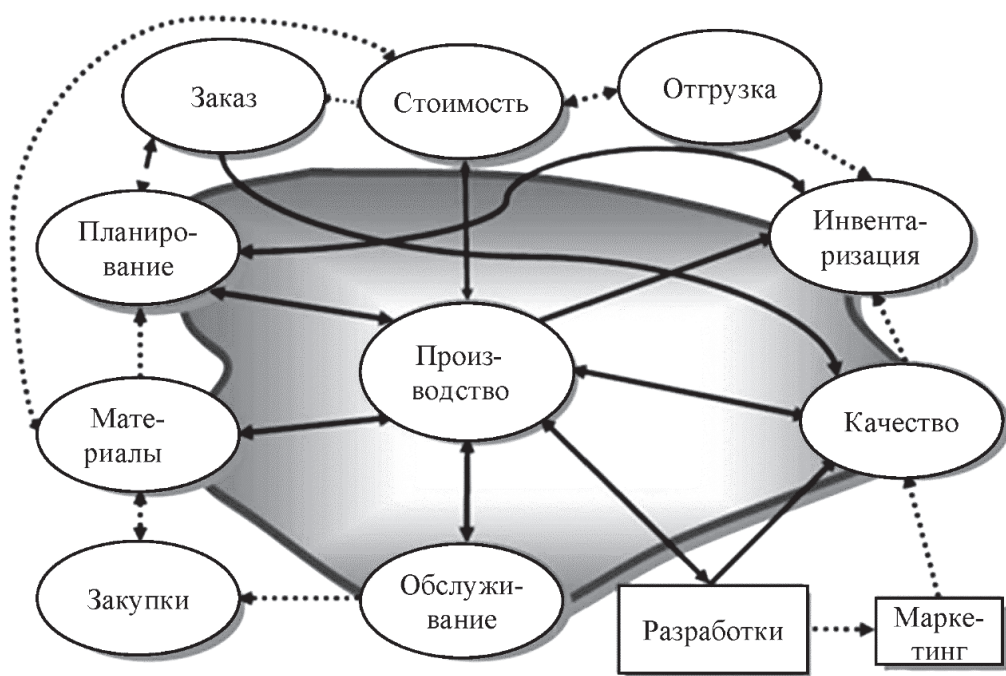 Заказ
Стоимость
Отгрузка
Планиро-
вание
Инвента-
ризация
Произ-
водство
Мате-
риалы
Качество
Закупки
Обслужи-
вание
Разработки
Марке-
тинг